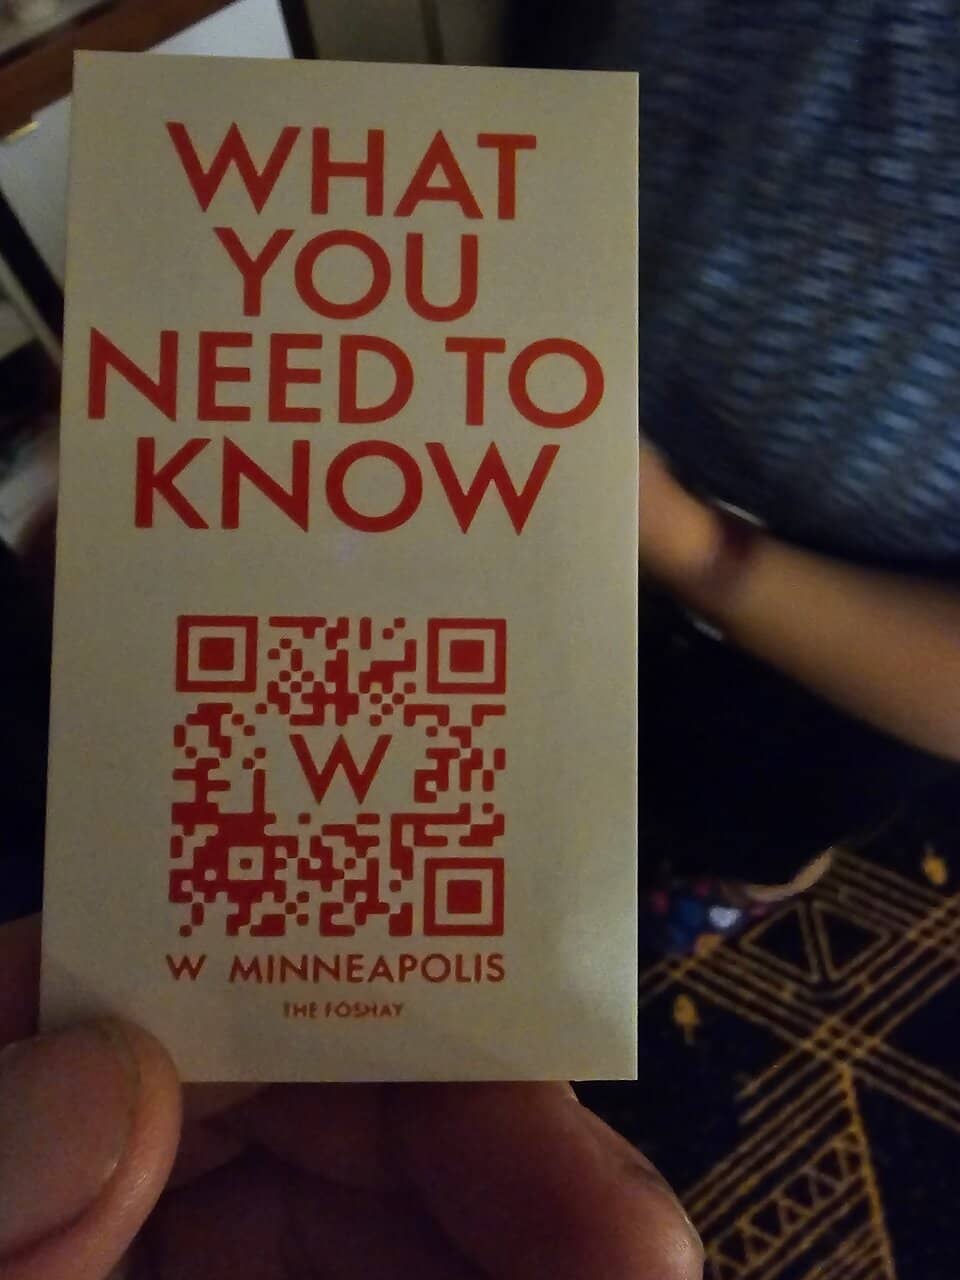 WHAT
YOU
NEED TO
KNOW
W
W MINNEAPOLIS
THE FOSHAY